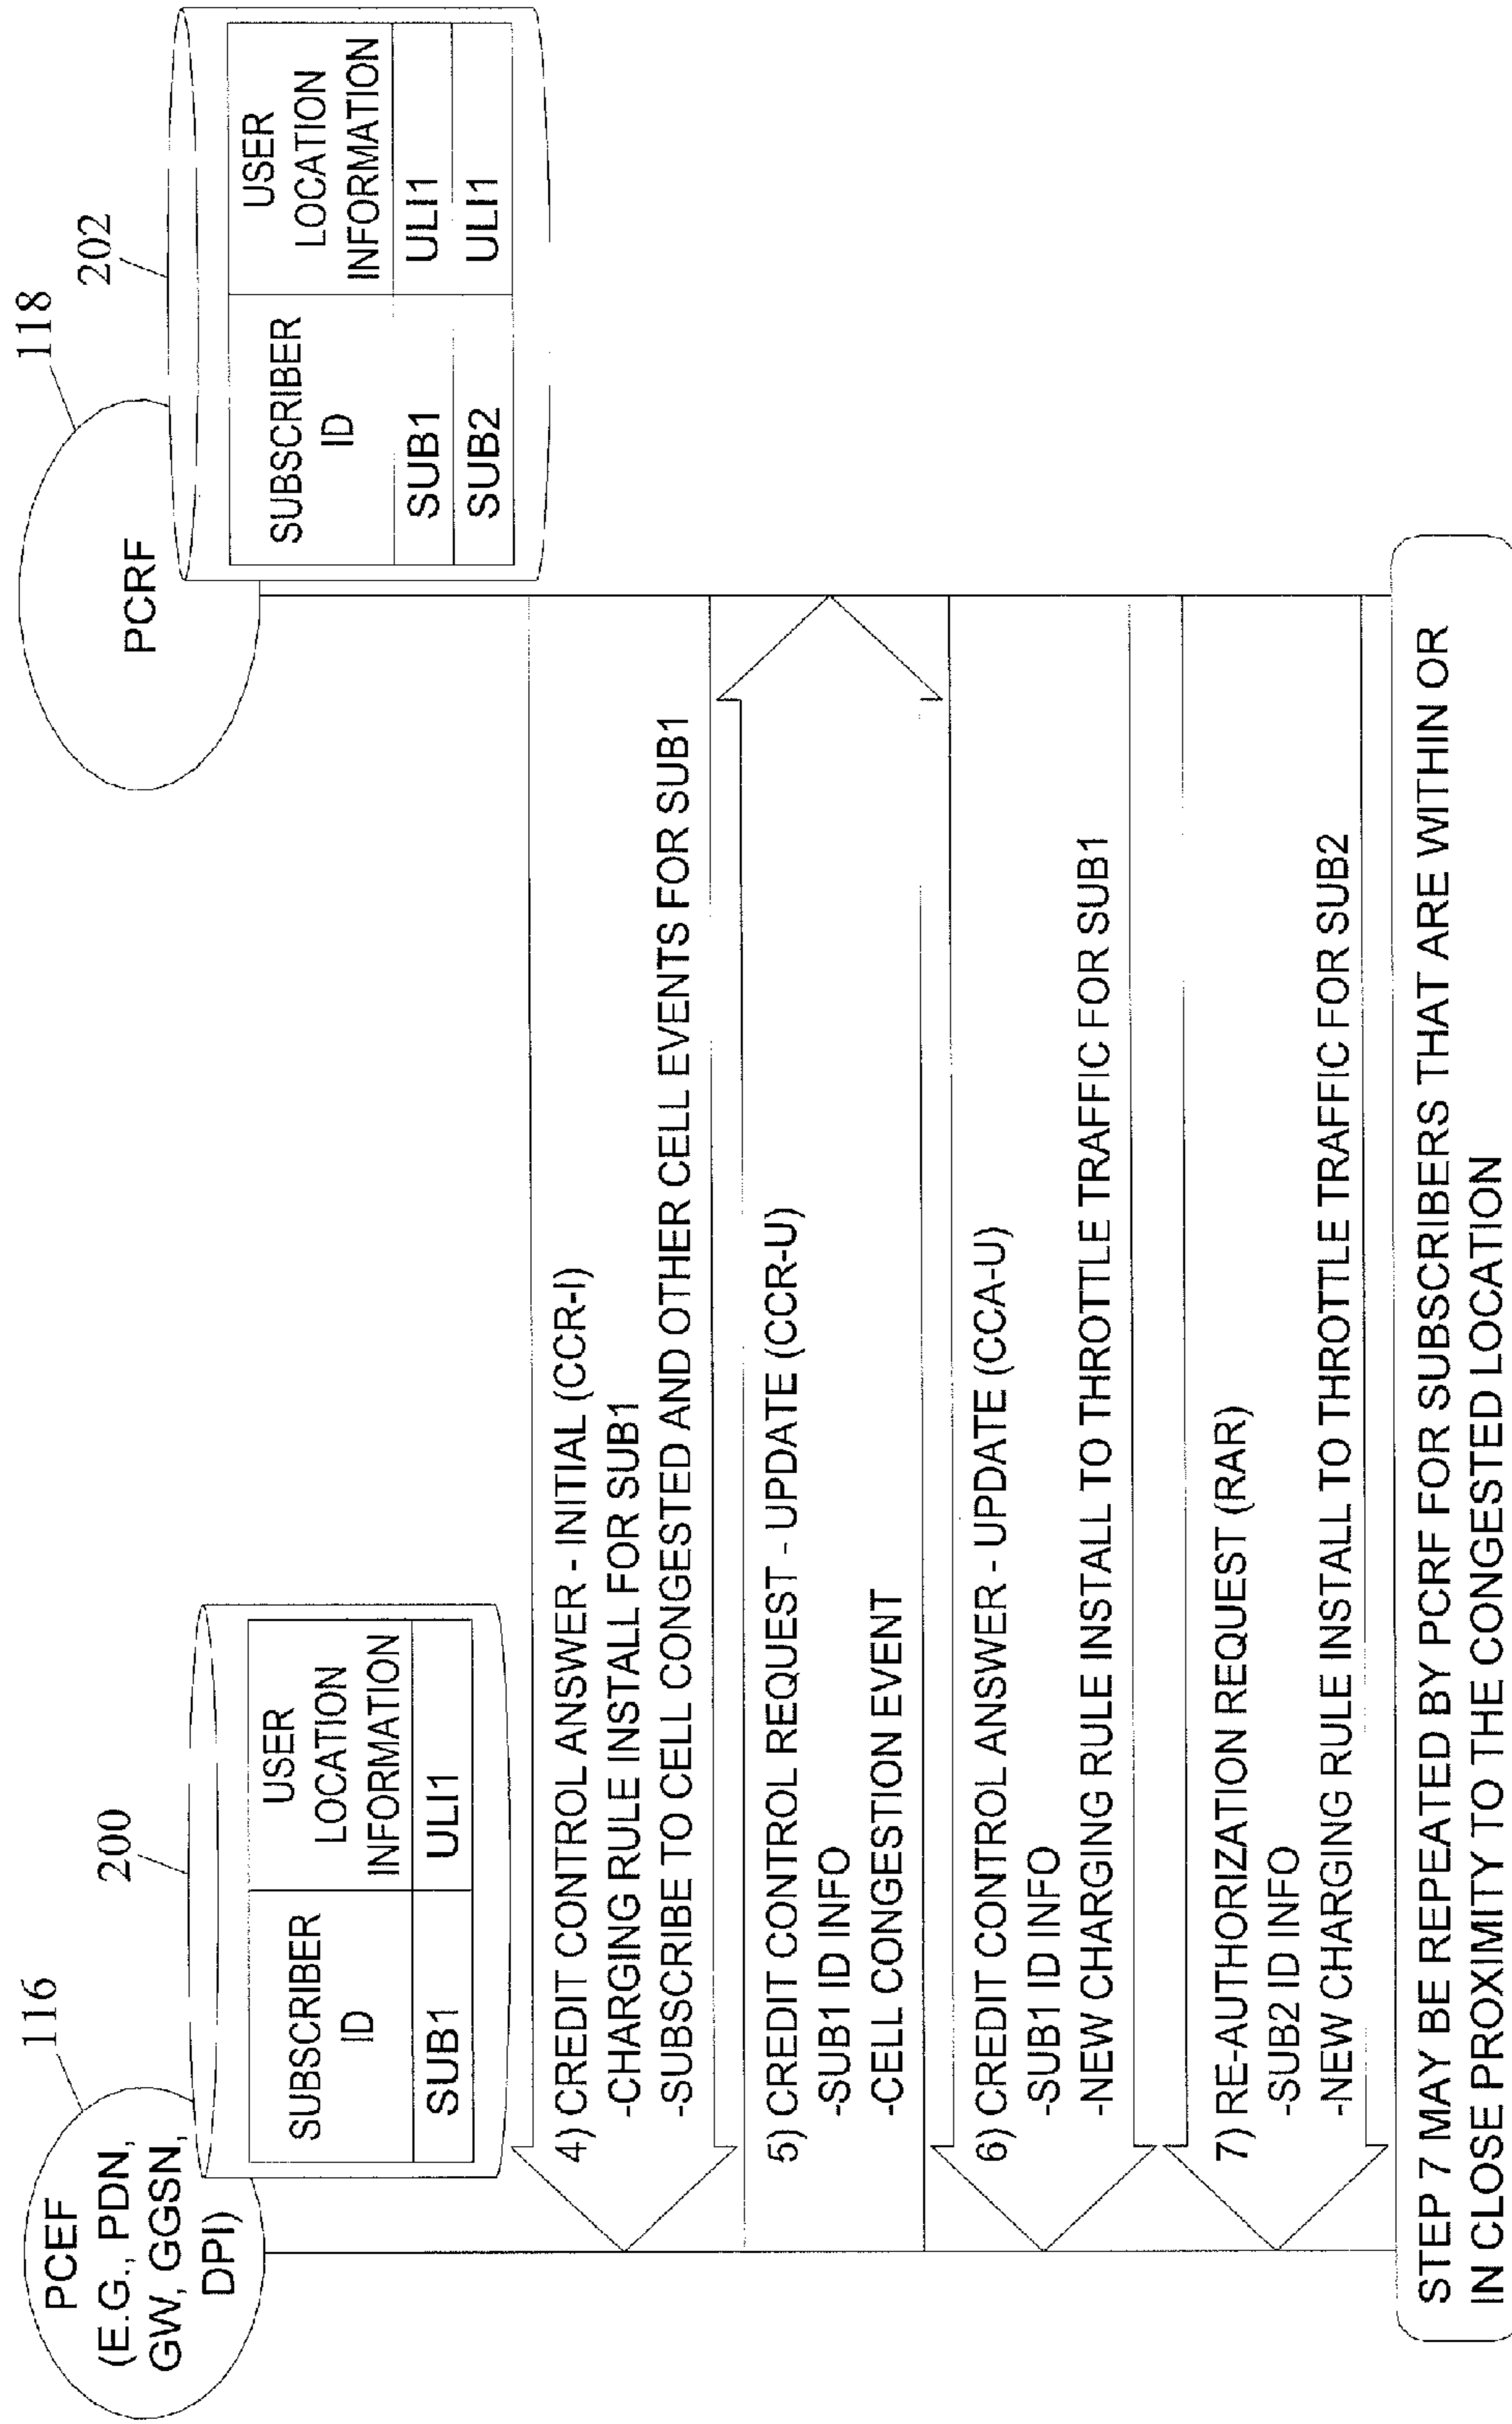 116
PCEF
(E.G., PDN,
GW, GGSN,
DPI)
200
SUBSCRIBER
ID
USER
LOCATION
INFORMATION
SUB1
ULI1
118
PCRF
202
SUBSCRIBER
ID
USER
LOCATION
INFORMATION
SUB1
ULI1
SUB2
ULI1
4) CREDIT CONTROL ANSWER - INITIAL (CCR-I)
-CHARGING RULE INSTALL FOR SUB1
-SUBSCRIBE TO CELL CONGESTED AND OTHER CELL EVENTS FOR SUB1
5) CREDIT CONTROL REQUEST - UPDATE (CCR-U)
-SUB1 ID INFO
-CELL CONGESTION EVENT
6) CREDIT CONTROL ANSWER - UPDATE (CCA-U)
-SUB1 ID INFO
-NEW CHARGING RULE INSTALL TO THROTTLE TRAFFIC FOR SUB1
7) RE-AUTHORIZATION REQUEST (RAR)
-SUB2 ID INFO
-NEW CHARGING RULE INSTALL TO THROTTLE TRAFFIC FOR SUB2
STEP 7 MAY BE REPEATED BY PCRF FOR SUBSCRIBERS THAT ARE WITHIN OR
IN CLOSE PROXIMITY TO THE CONGESTED LOCATION